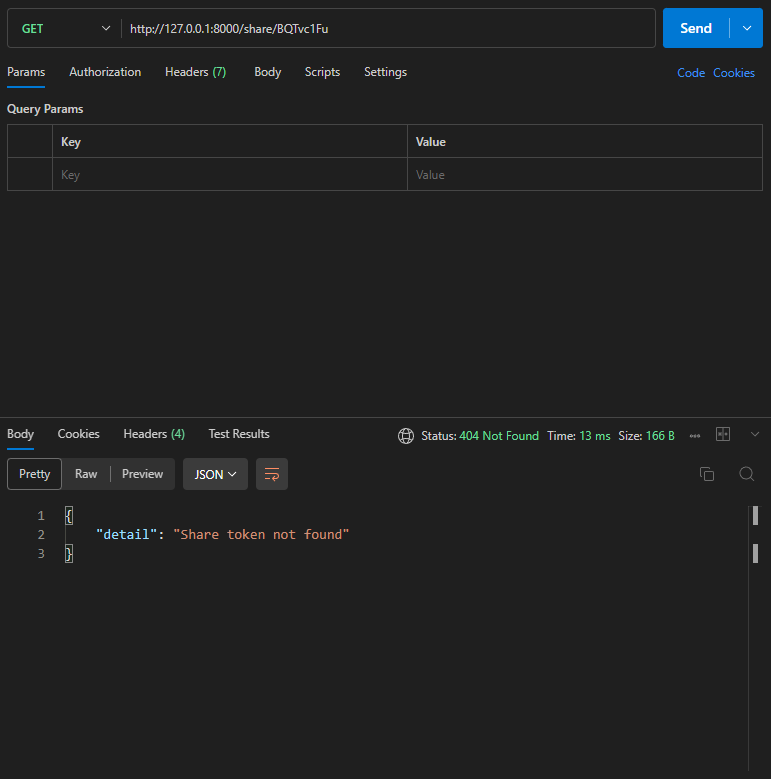 GET http://127.0.0.1:8000/share/BQTvc1Fu Send
Params Authorization Headers (7) Body Scripts Settings Code Cookies
Query Params
Key Value
Key Value
Body Cookies Headers (4) Test Results Status: 404 Not Found Time: 13 ms Size: 166 B
Pretty Raw Preview JSON
1 {
2 "detail": "Share token not found"
3 }